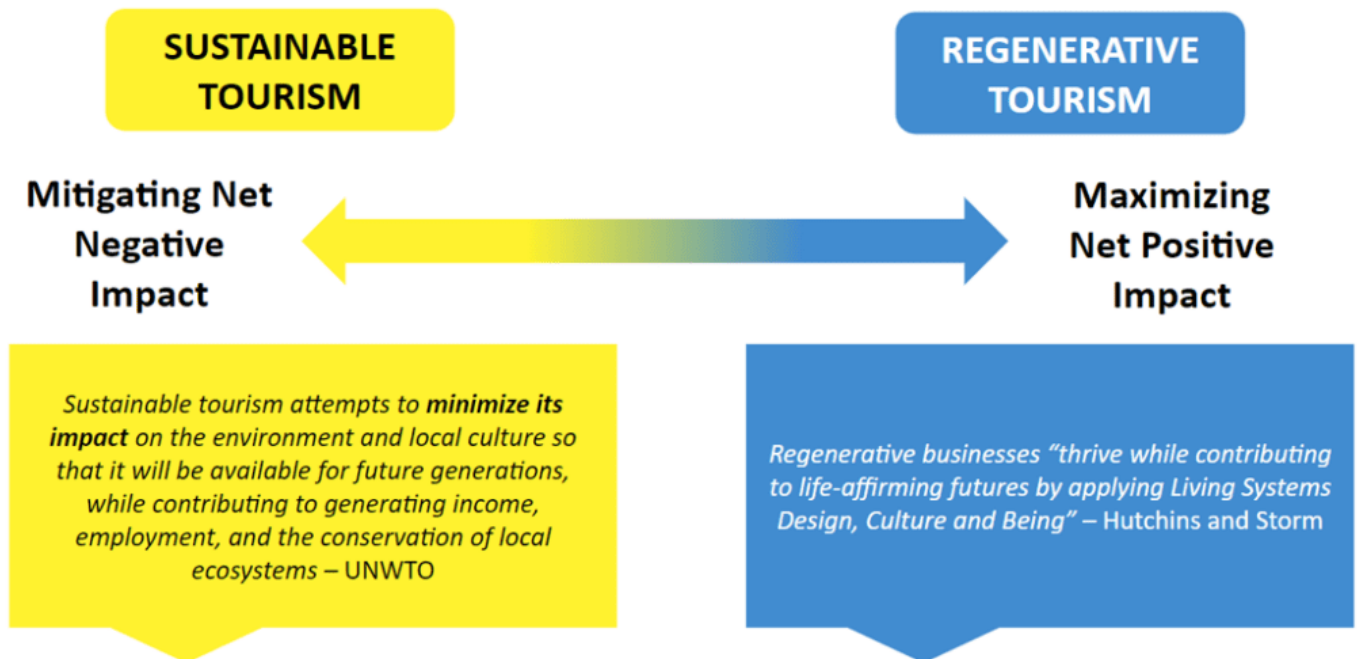 SUSTAINABLE
TOURISM
REGENERATIVE
TOURISM
Mitigating Net
Negative
Impact
Maximizing
Net Positive
Impact
Sustainable tourism attempts to minimize its
impact on the environment and local culture so
that it will be available for future generations,
while contributing to generating income,
employment, and the conservation of local
ecosystems – UNWTO
Regenerative businesses “thrive while contributing
to life-affirming futures by applying Living Systems
Design, Culture and Being” – Hutchins and Storm